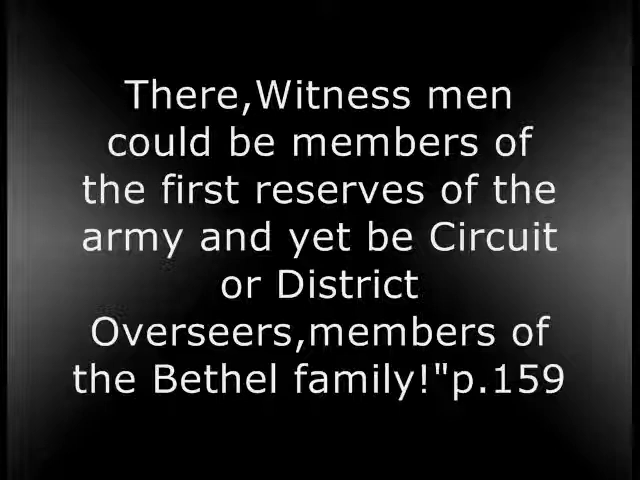 There,Witness men
could be members of
the first reserves of the
army and yet be Circuit
or District
Overseers,members of
the Bethel family!"p.159